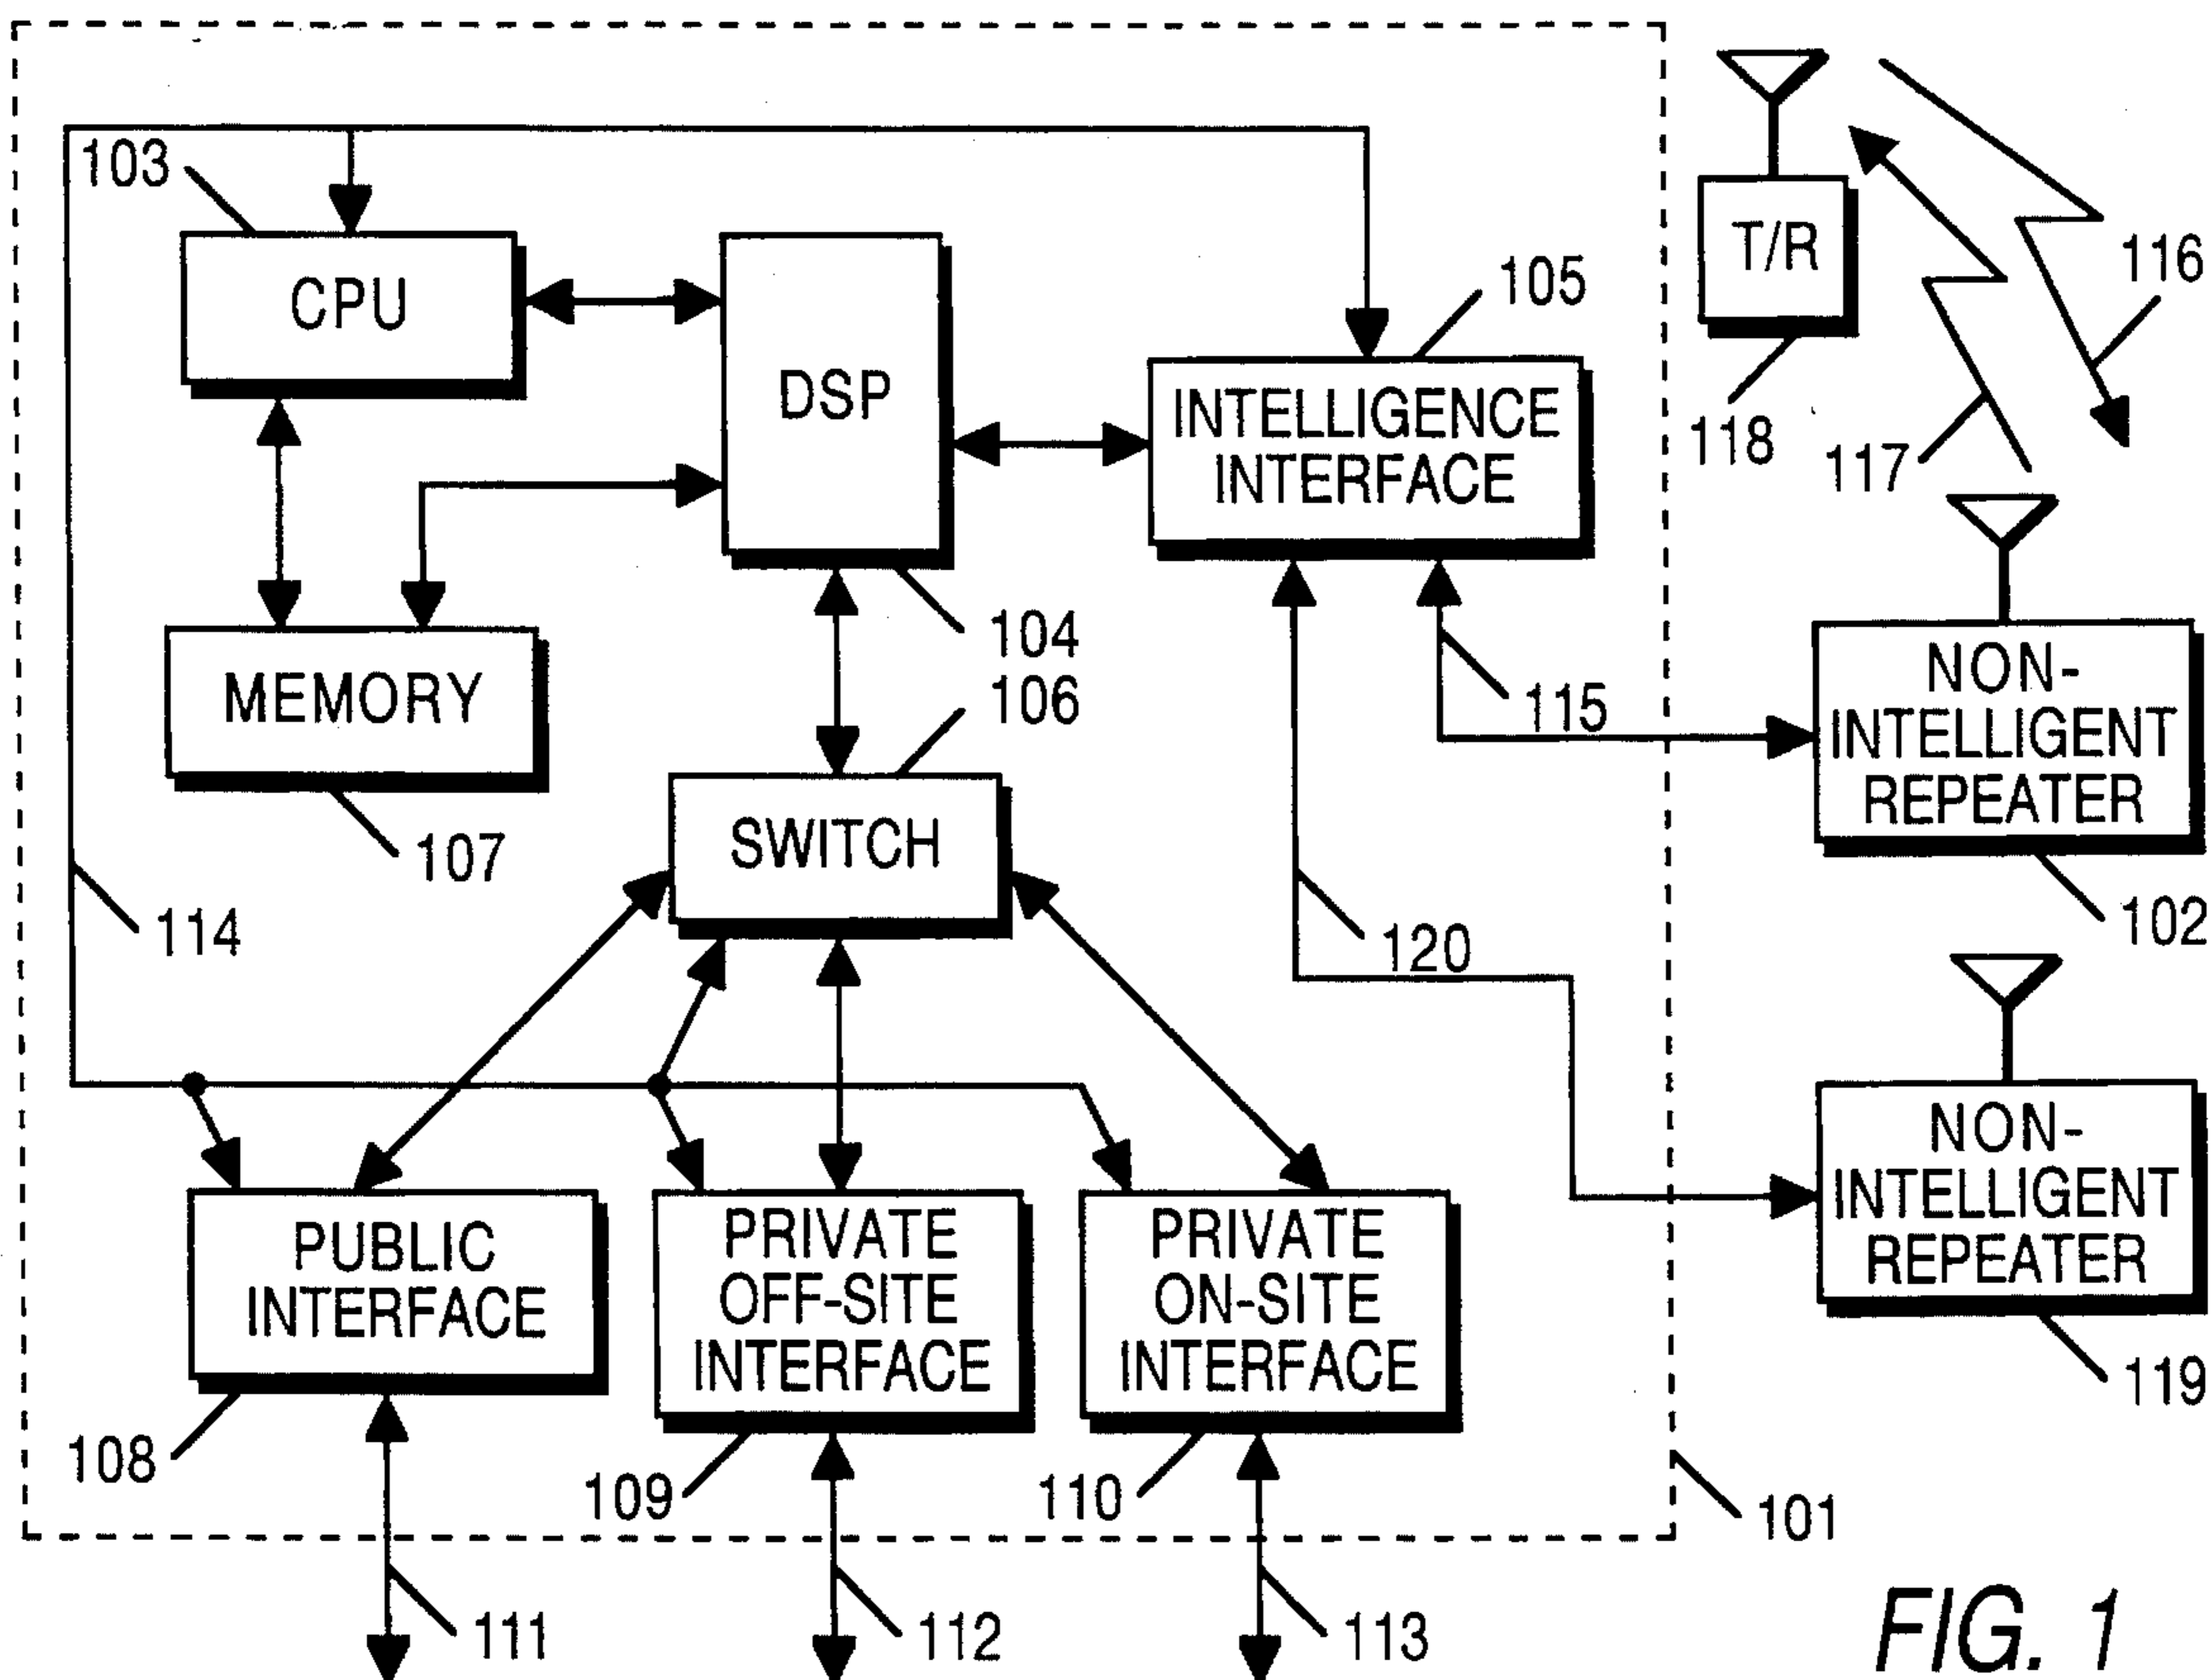 103
CPU
DSP
105
INTELLIGENCE
INTERFACE
T/R
116
118
117
104
106
MEMORY
107
115
NON-
INTELLIGENT
REPEATER
102
SWITCH
114
120
NON-
INTELLIGENT
REPEATER
119
PUBLIC
INTERFACE
PRIVATE
OFF-SITE
INTERFACE
PRIVATE
ON-SITE
INTERFACE
108
109
110
101
111
112
113
FIG. 1